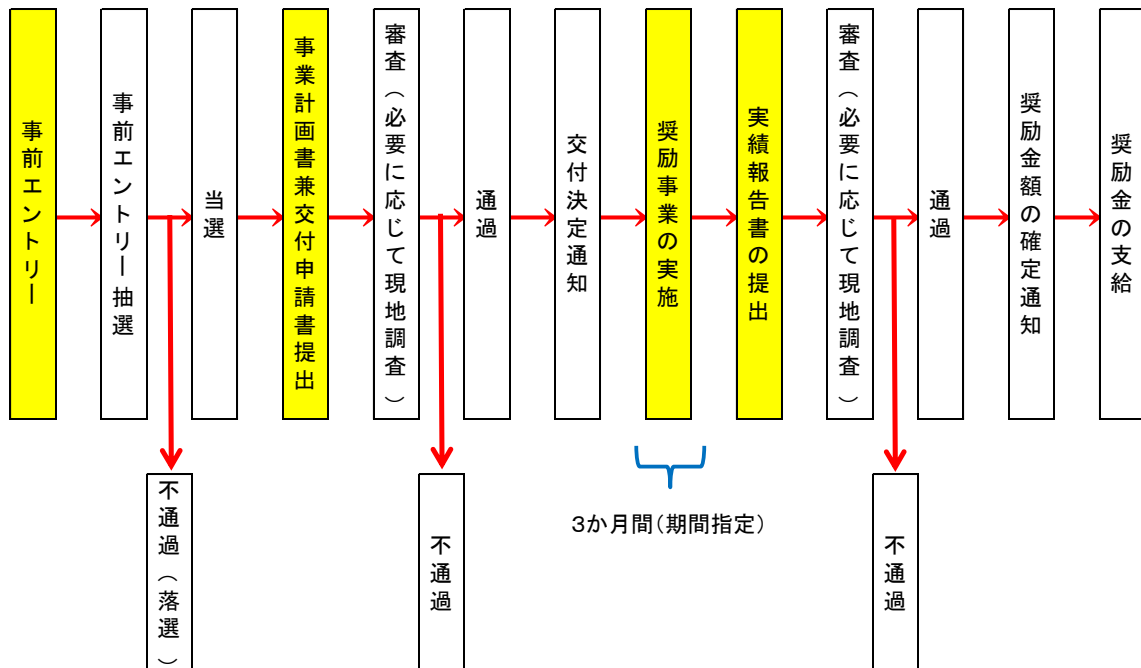 事前エントリー
事前エントリー抽選
当選
事業計画書兼交付申請書提出
審査（必要に応じて現地調査）
通過
交付決定通知
奨励事業の実施
実績報告書の提出
審査（必要に応じて現地調査）
通過
奨励金額の確定通知
奨励金の支給
不通過（落選）
不通過
3か月間（期間指定）
不通過